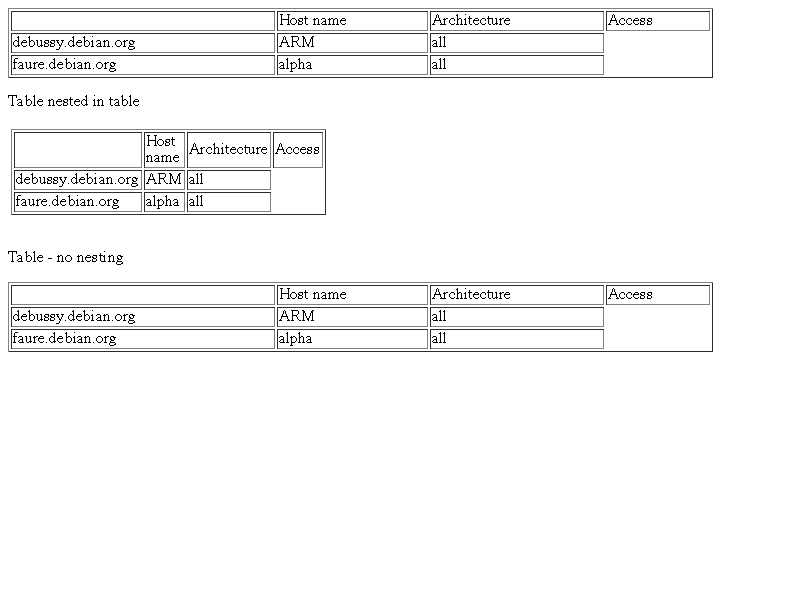 Host name Architecture Access
debussy.debian.org ARM all
faure.debian.org alpha all
Table nested in table
Host name Architecture Access
debussy.debian.org ARM all
faure.debian.org alpha all
Table - no nesting
Host name Architecture Access
debussy.debian.org ARM all
faure.debian.org alpha all